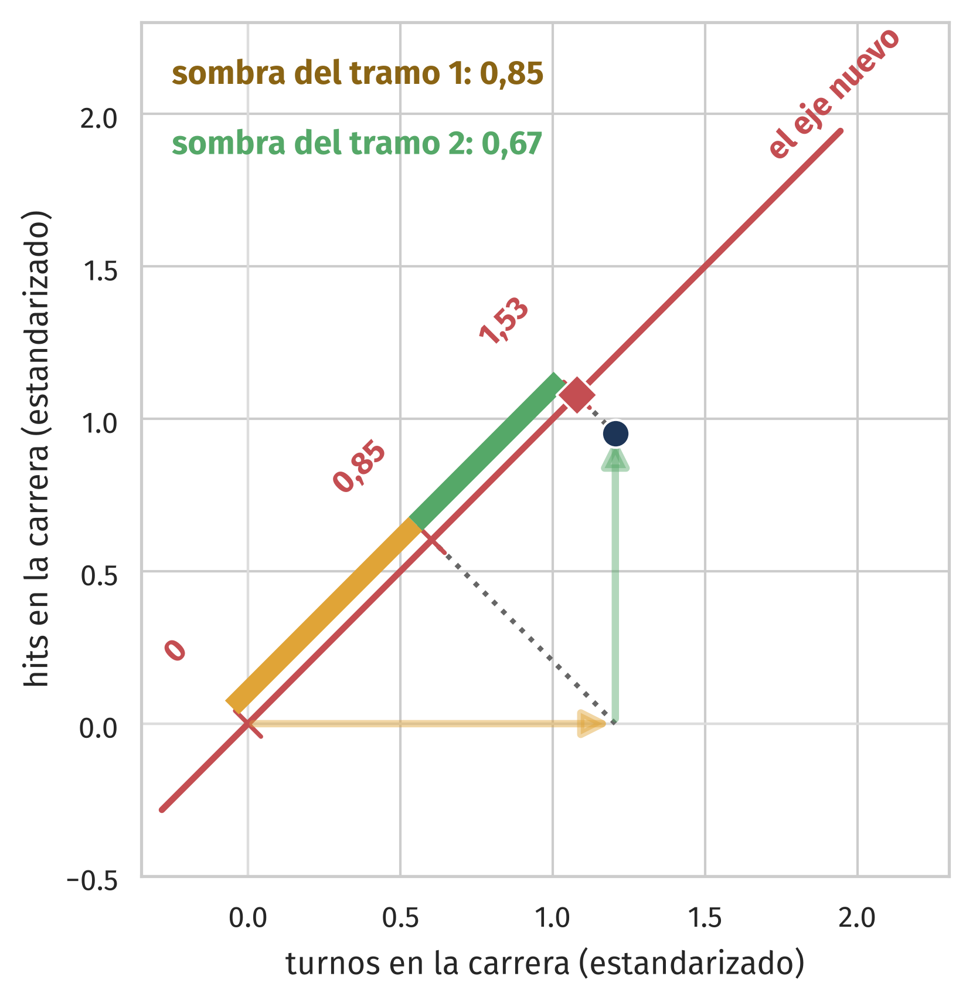 sombra del tramo 1: 0,85
sombra del tramo 2: 0,67
el eje nuevo
1,53
0,85
0
hits en la carrera (estandarizado)
2.0
1.5
1.0
0.5
0.0
−0.5
0.0 0.5 1.0 1.5 2.0
turnos en la carrera (estandarizado)